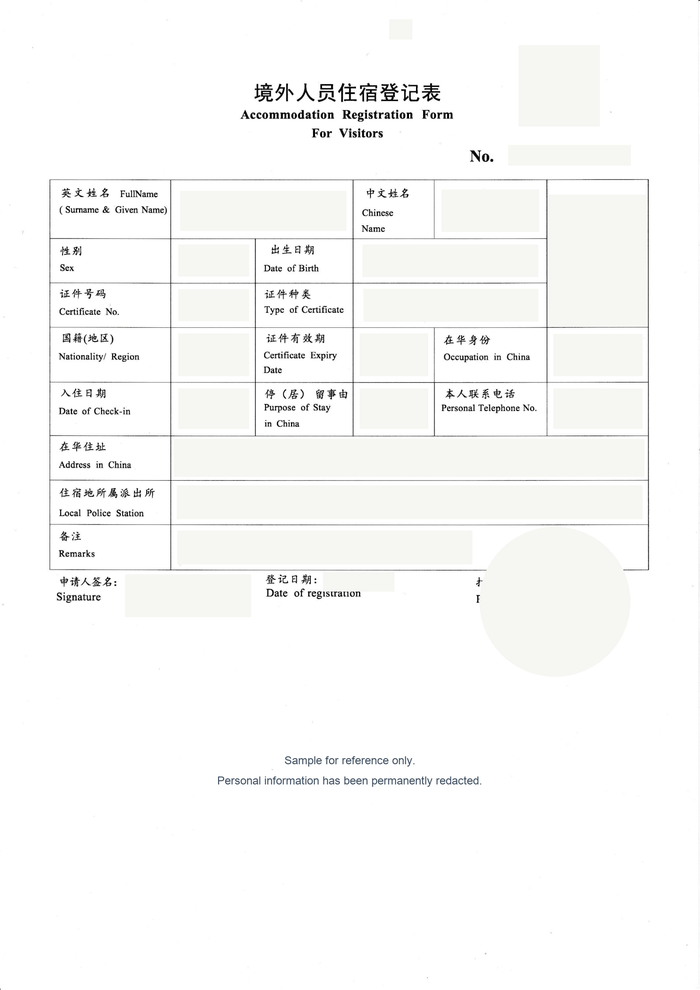 境外人员住宿登记表
Accommodation Registration Form
For Visitors
No.
英文姓名 FullName
( Surname & Given Name)
中文姓名
Chinese
Name
性别
Sex
出生日期
Date of Birth
证件号码
Certificate No.
证件种类
Type of Certificate
国籍(地区)
Nationality/ Region
证件有效期
Certificate Expiry
Date
在华身份
Occupation in China
入住日期
Date of Check-in
停（居）留事由
Purpose of Stay
in China
本人联系电话
Personal Telephone No.
在华住址
Address in China
住宿地所属派出所
Local Police Station
备注
Remarks
申请人签名:
Signature
登记日期:
Date of registration
Sample for reference only.
Personal information has been permanently redacted.